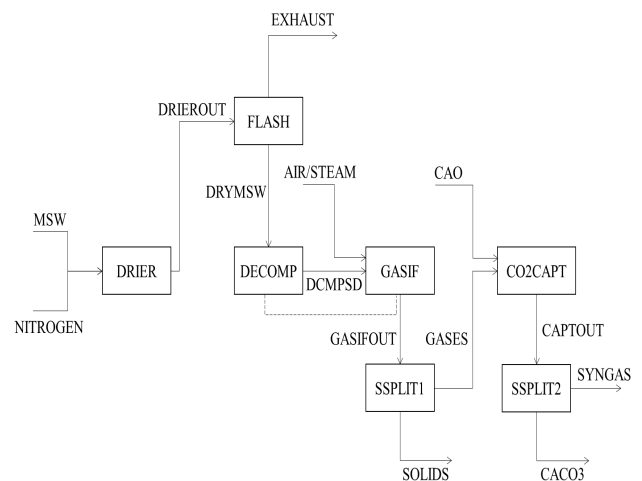 EXHAUST
DRIEROUT
FLASH
AIR/STEAM
CAO
DRYMSW
MSW
DRIER
DECOMP
GASIF
CO2CAPT
DCMPSD
NITROGEN
GASIFOUT
GASES
CAPTOUT
SYNGAS
SSPLIT1
SSPLIT2
SOLIDS
CACO3